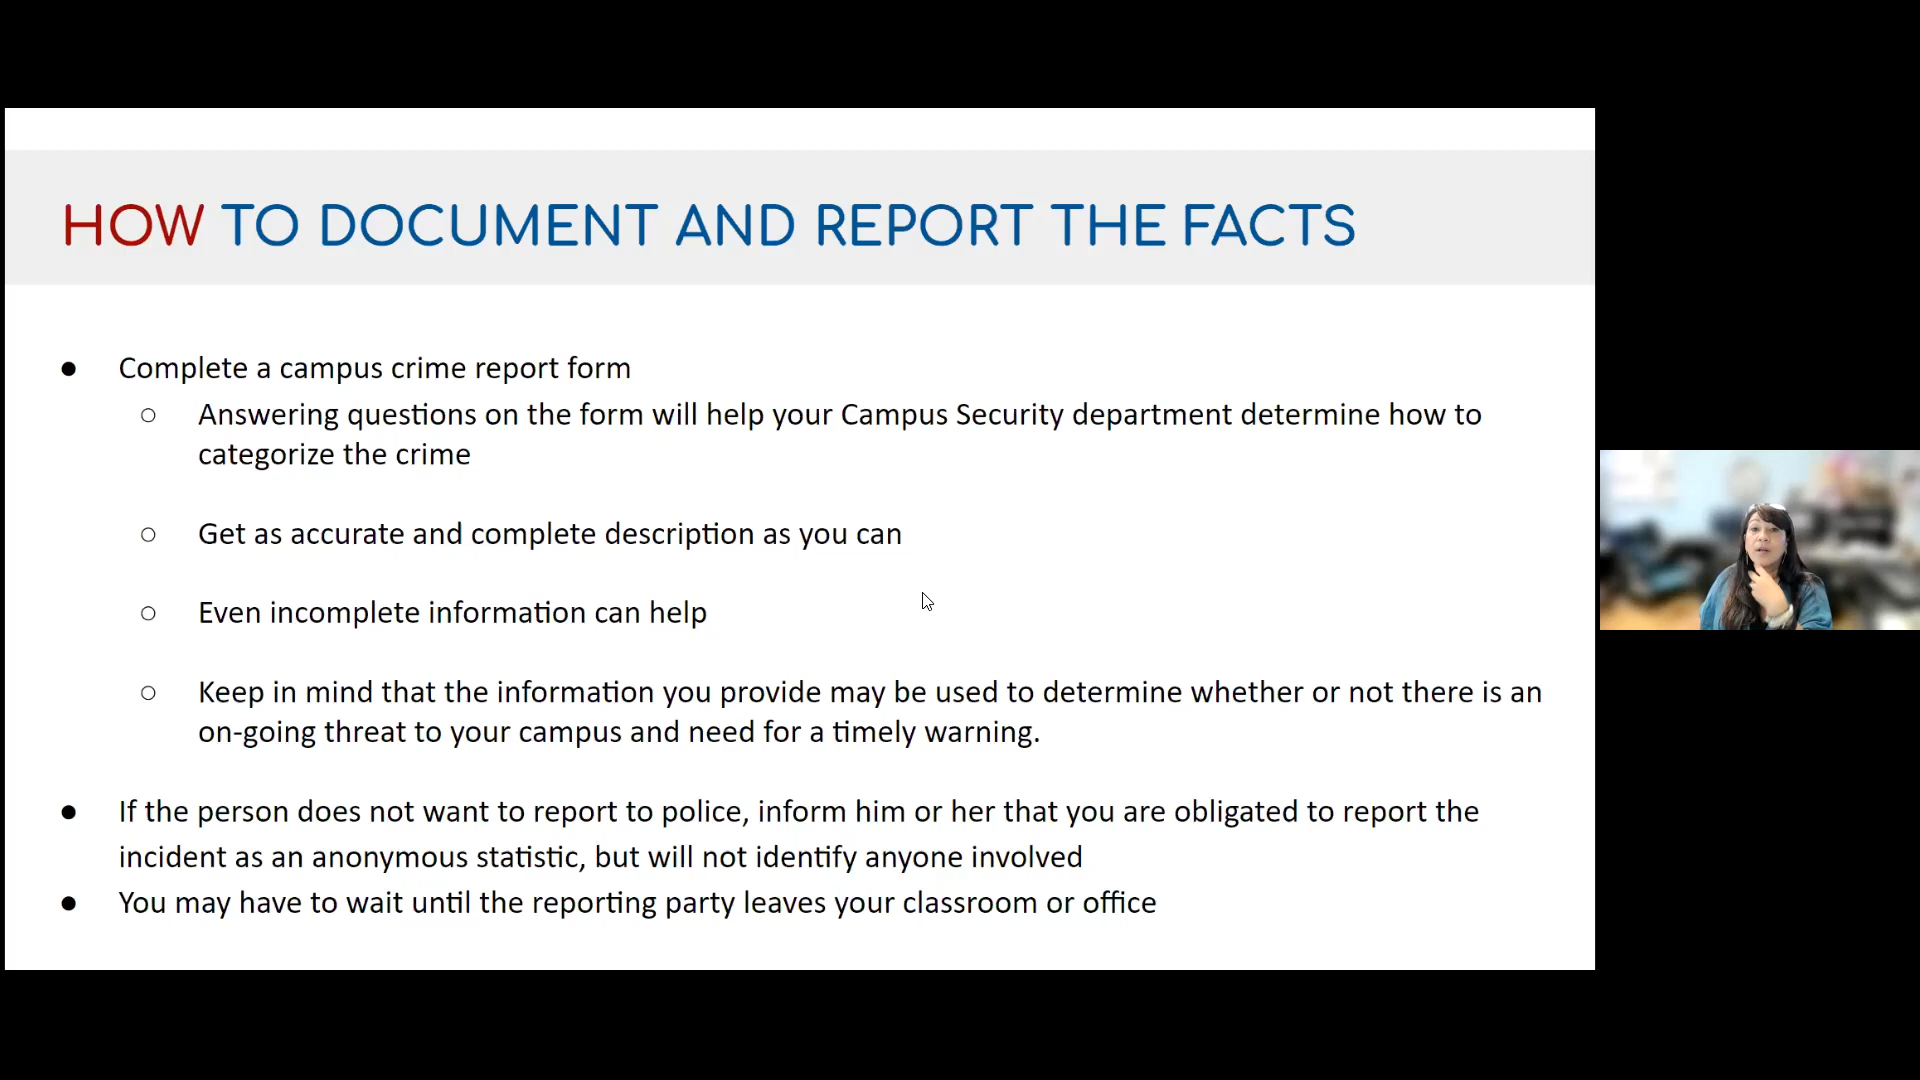 HOW TO DOCUMENT AND REPORT THE FACTS
● Complete a campus crime report form
○ Answering questions on the form will help your Campus Security department determine how to
categorize the crime
○ Get as accurate and complete description as you can
○ Even incomplete information can help
○ Keep in mind that the information you provide may be used to determine whether or not there is an
on-going threat to your campus and need for a timely warning.
● If the person does not want to report to police, inform him or her that you are obligated to report the
incident as an anonymous statistic, but will not identify anyone involved
● You may have to wait until the reporting party leaves your classroom or office